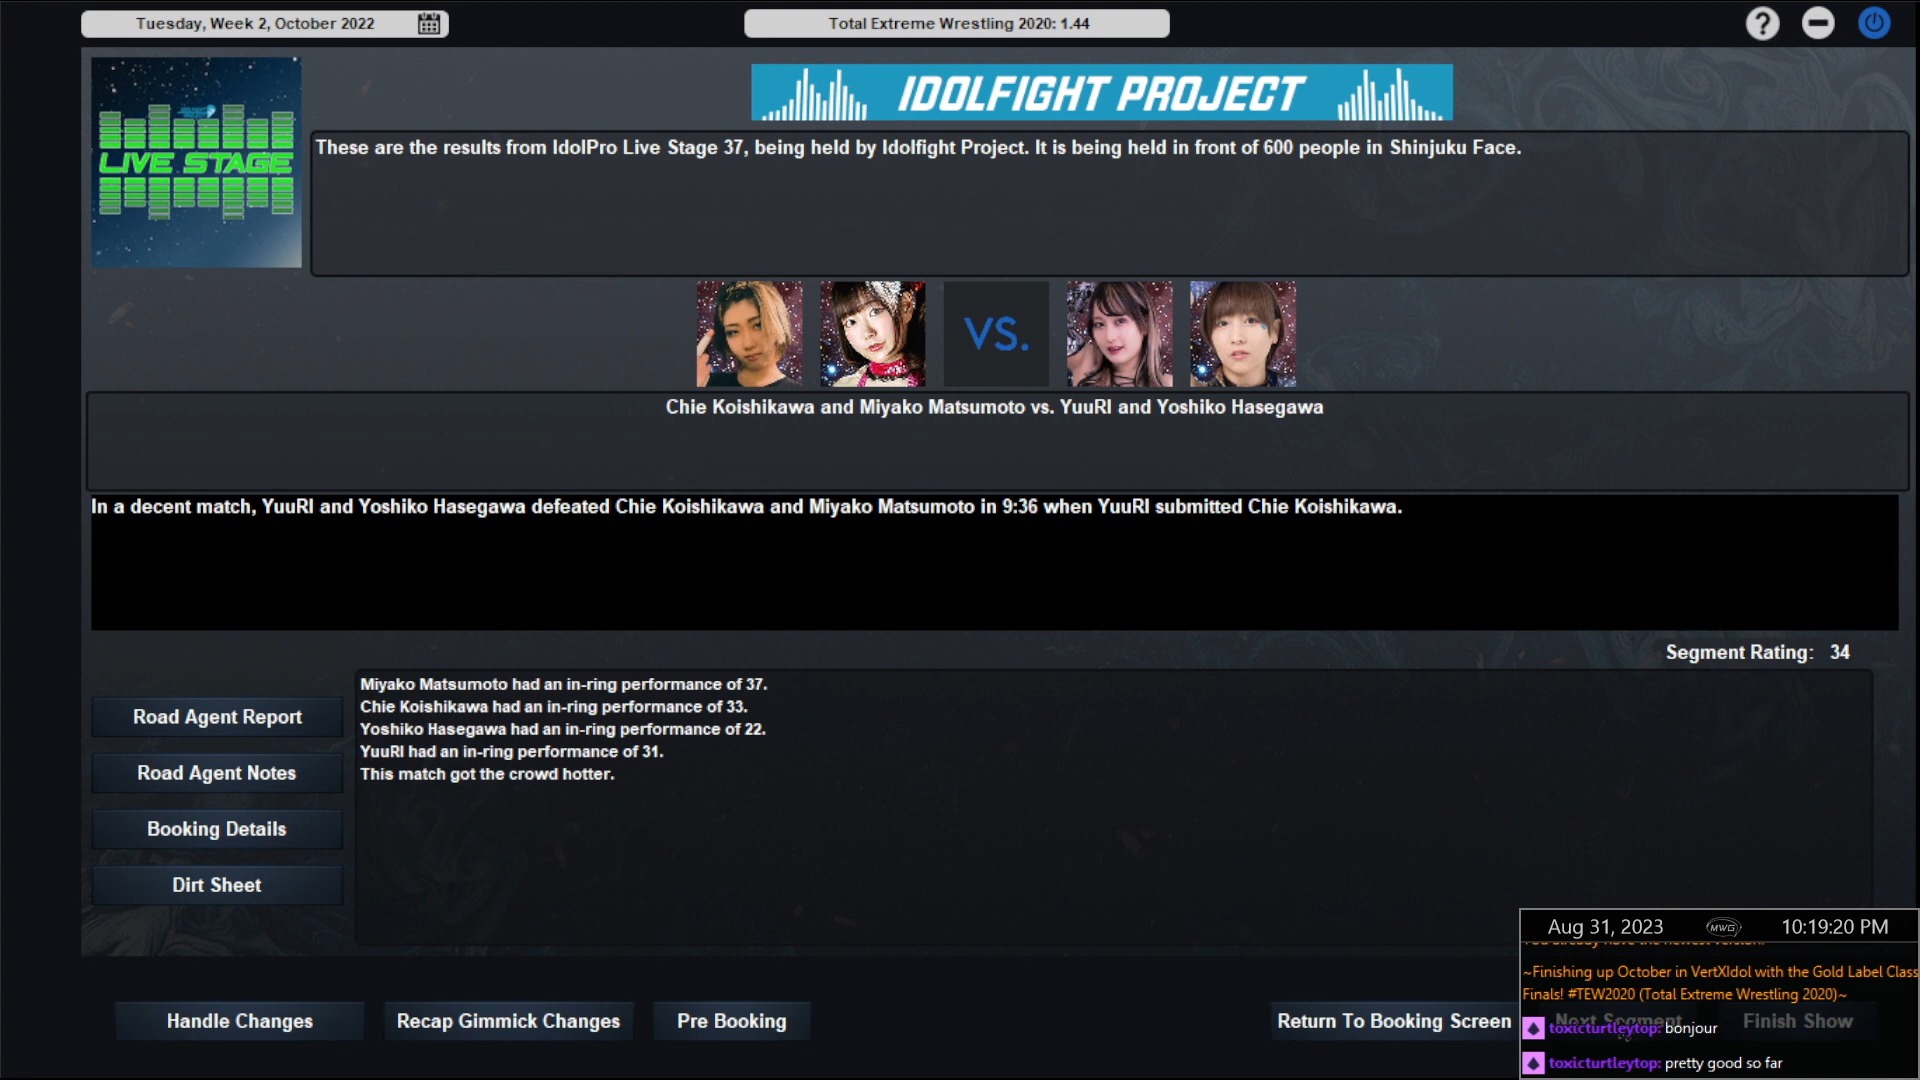 Tuesday, Week 2, October 2022
Total Extreme Wrestling 2020: 1.44
?
LIVE STAGE
IDOLFIGHT PROJECT
These are the results from IdolPro Live Stage 37, being held by Idolfight Project. It is being held in front of 600 people in Shinjuku Face.
VS.
Chie Koishikawa and Miyako Matsumoto vs. YuuRI and Yoshiko Hasegawa
In a decent match, YuuRI and Yoshiko Hasegawa defeated Chie Koishikawa and Miyako Matsumoto in 9:36 when YuuRI submitted Chie Koishikawa.
Segment Rating: 34
Road Agent Report
Road Agent Notes
Booking Details
Dirt Sheet
Miyako Matsumoto had an in-ring performance of 37.
Chie Koishikawa had an in-ring performance of 33.
Yoshiko Hasegawa had an in-ring performance of 22.
YuuRI had an in-ring performance of 31.
This match got the crowd hotter.
Handle Changes
Recap Gimmick Changes
Pre Booking
Return To Booking Screen
Next Segment
Finish Show
Aug 31, 2023
MWG
10:19:20 PM
~Finishing up October in VertXIdol with the Gold Label Class
Finals! #TEW2020 (Total Extreme Wrestling 2020)~
toxicturtleytop: bonjour
toxicturtleytop: pretty good so far